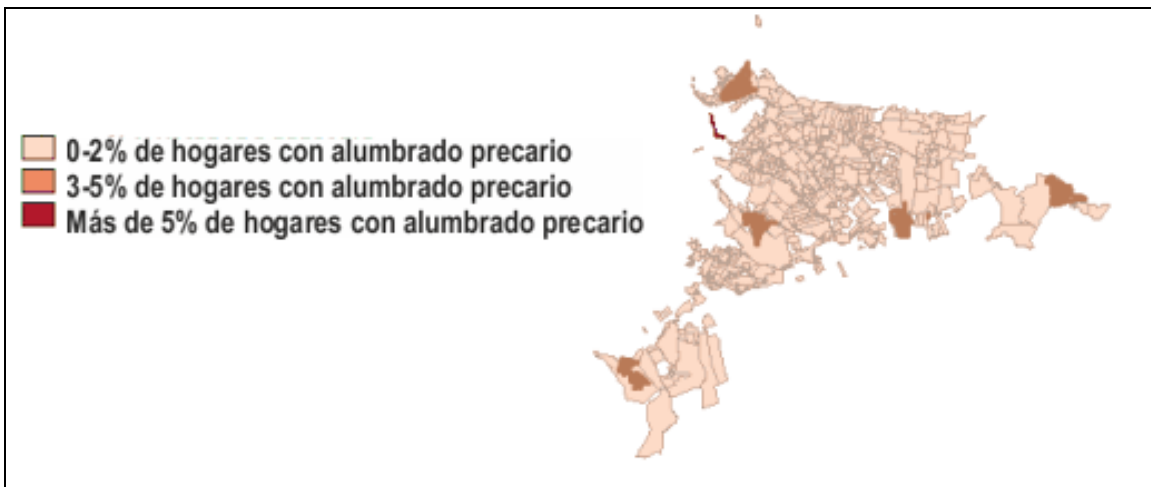 0-2% de hogares con alumbrado precario
3-5% de hogares con alumbrado precario
Más de 5% de hogares con alumbrado precario